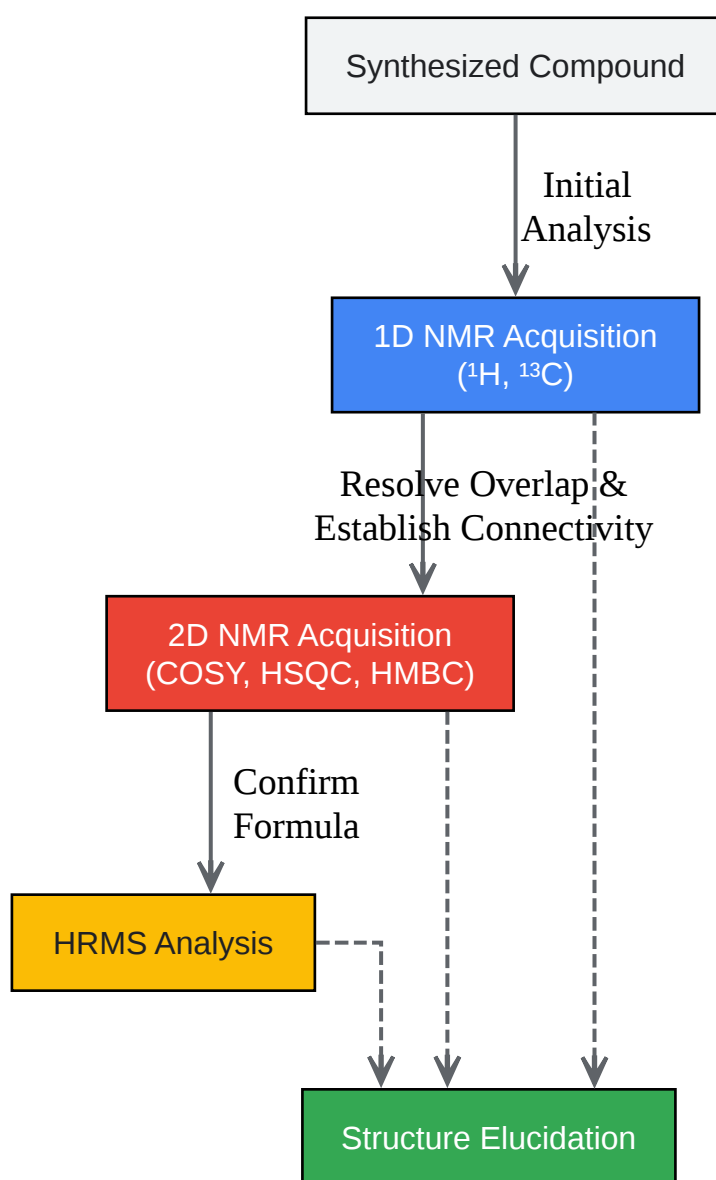 Synthesized Compound
Initial
Analysis
1D NMR Acquisition
(¹H, ¹³C)
Resolve Overlap &
Establish Connectivity
2D NMR Acquisition
(COSY, HSQC, HMBC)
Confirm
Formula
HRMS Analysis
Structure Elucidation